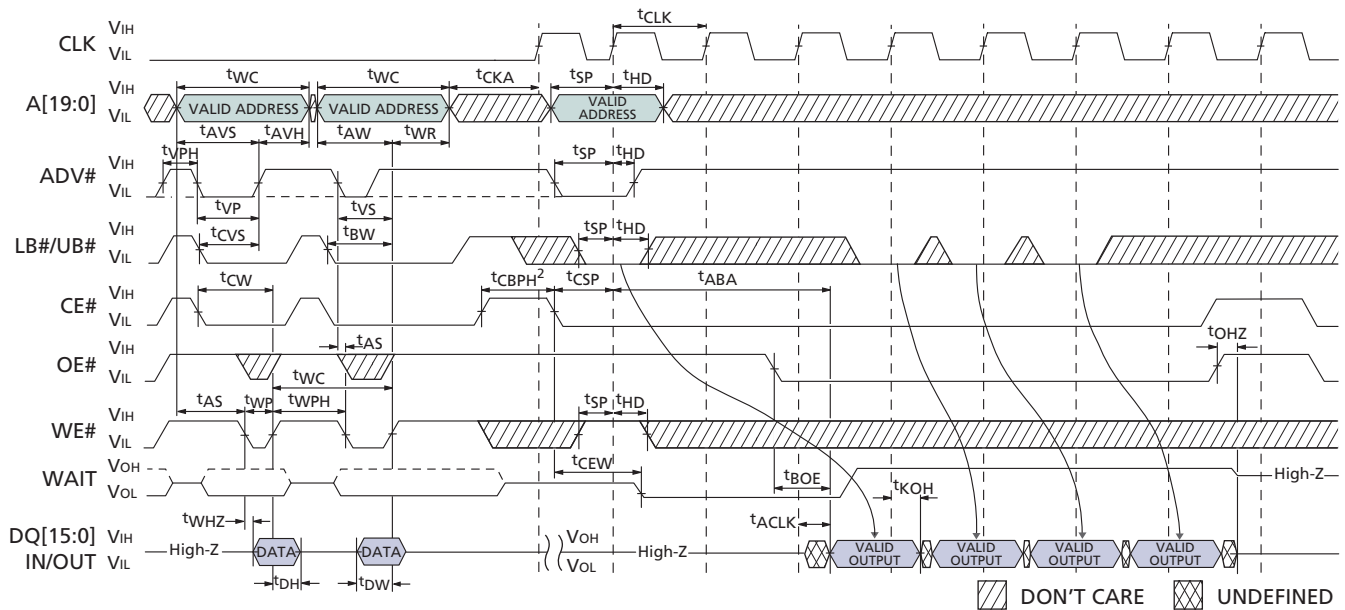 CLK VIH VIL tCLK
A[19:0] VIH VIL tWC tWC tCKA tSP tHD
VALID ADDRESS VALID ADDRESS VALID ADDRESS
tAVS tAVH tAW tWR
ADV# VIH VIL tVPH tSP tHD
tVP tVS
LB#/UB# VIH VIL tCVS tBW tSP tHD
CE# VIH VIL tCW tCBPH2 tCSP tABA
OE# VIH VIL tAS tOHZ
tWC
WE# VIH VIL tAS tWP tWPH tSP tHD
WAIT VOH VOL tCEW tBOE tKOH High-Z
tWHZ tACLK
DQ[15:0] IN/OUT VIH VIL High-Z DATA DATA VOH VOL High-Z VALID OUTPUT VALID OUTPUT VALID OUTPUT VALID OUTPUT
tDH tDW
DON'T CARE UNDEFINED